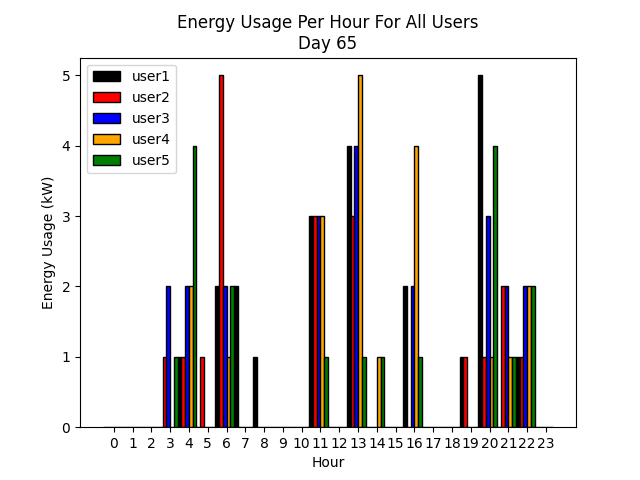 Energy Usage Per Hour For All Users
Day 65
user1
user2
user3
user4
user5
Energy Usage (kW)
5
4
3
2
1
0
0 1 2 3 4 5 6 7 8 9 10 11 12 13 14 15 16 17 18 19 20 21 22 23
Hour